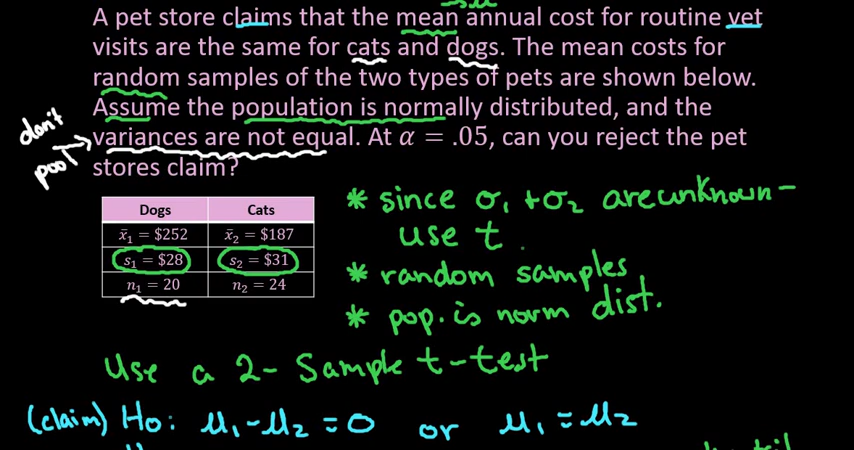 A pet store claims that the mean annual cost for routine vet
visits are the same for cats and dogs. The mean costs for
random samples of the two types of pets are shown below.
Assume the population is normally distributed, and the
don't
variances are not equal. At α = .05, can you reject the pet
pool
stores claim?
Dogs Cats
x̄₁ = $252 x̄₂ = $187
s₁ = $28 s₂ = $31
n₁ = 20 n₂ = 24
* since σ₁ + σ₂ are unknown –
use t.
* random samples
* pop. is norm dist.
Use a 2 - Sample t - test
(claim) Ho: μ₁ - μ₂ = 0 or μ₁ = μ₂